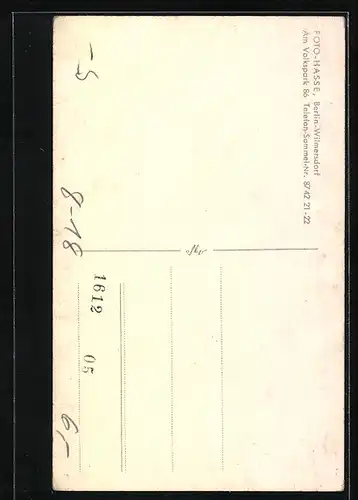 FOTO-HASSE, Berlin-Wilmersdorf
Am Volkspark 86 Telefon-Sammel-Nr. 87 42 21 - 22
-5
8-18
Agfa
1612 05
6,-